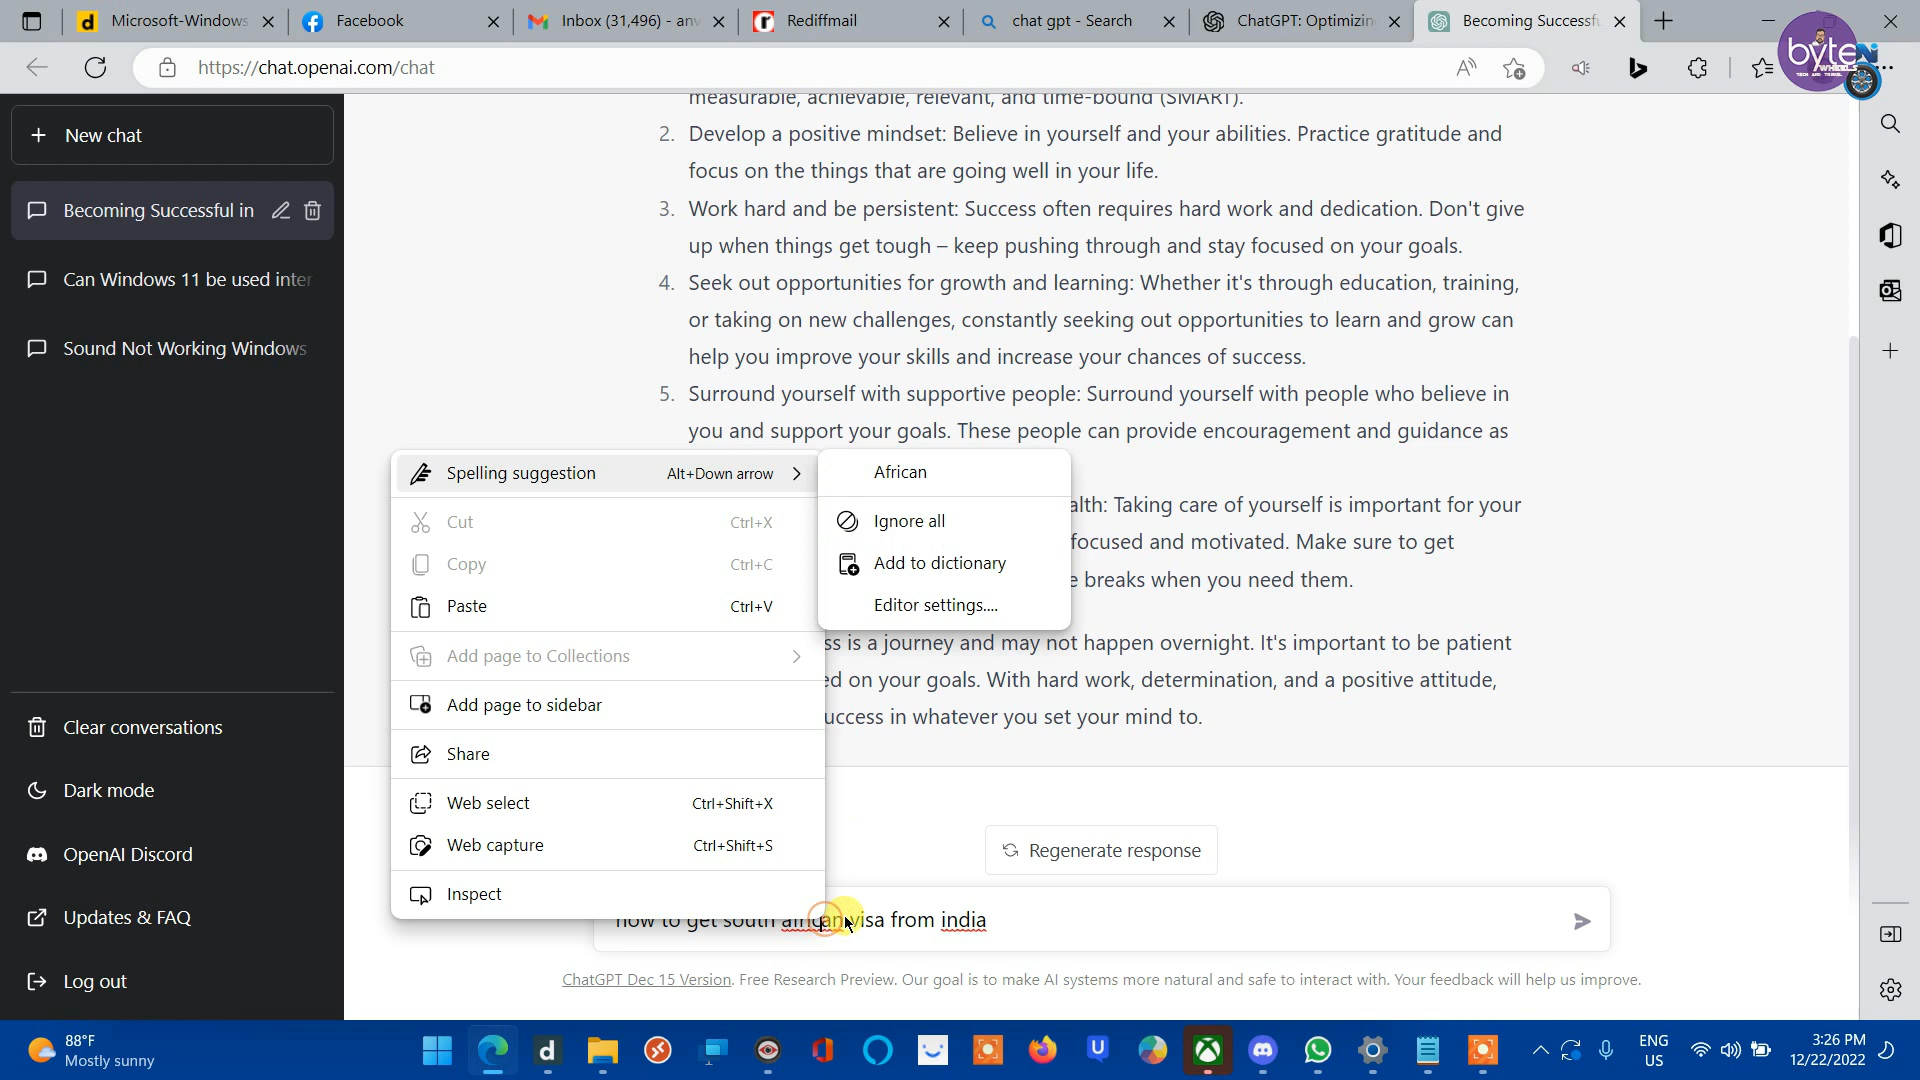 Microsoft-Windows
Facebook
Inbox (31,496) - anv
Rediffmail
chat gpt - Search
ChatGPT: Optimizin
Becoming Successfu
byte
WHEELS
TECH AND TRAVEL
https://chat.openai.com/chat
New chat
Becoming Successful in
Can Windows 11 be used inter
Sound Not Working Windows
Clear conversations
Dark mode
OpenAI Discord
Updates & FAQ
Log out
measurable, achievable, relevant, and time-bound (SMART).
2. Develop a positive mindset: Believe in yourself and your abilities. Practice gratitude and
focus on the things that are going well in your life.
3. Work hard and be persistent: Success often requires hard work and dedication. Don't give
up when things get tough – keep pushing through and stay focused on your goals.
4. Seek out opportunities for growth and learning: Whether it's through education, training,
or taking on new challenges, constantly seeking out opportunities to learn and grow can
help you improve your skills and increase your chances of success.
5. Surround yourself with supportive people: Surround yourself with people who believe in
you and support your goals. These people can provide encouragement and guidance as
alth: Taking care of yourself is important for your
focused and motivated. Make sure to get
e breaks when you need them.
ss is a journey and may not happen overnight. It's important to be patient
ed on your goals. With hard work, determination, and a positive attitude,
uccess in whatever you set your mind to.
Spelling suggestion Alt+Down arrow
Cut Ctrl+X
Copy Ctrl+C
Paste Ctrl+V
Add page to Collections
Add page to sidebar
Share
Web select Ctrl+Shift+X
Web capture Ctrl+Shift+S
Inspect
African
Ignore all
Add to dictionary
Editor settings....
Regenerate response
how to get south african visa from india
ChatGPT Dec 15 Version. Free Research Preview. Our goal is to make AI systems more natural and safe to interact with. Your feedback will help us improve.
88°F
Mostly sunny
ENG
US
3:26 PM
12/22/2022